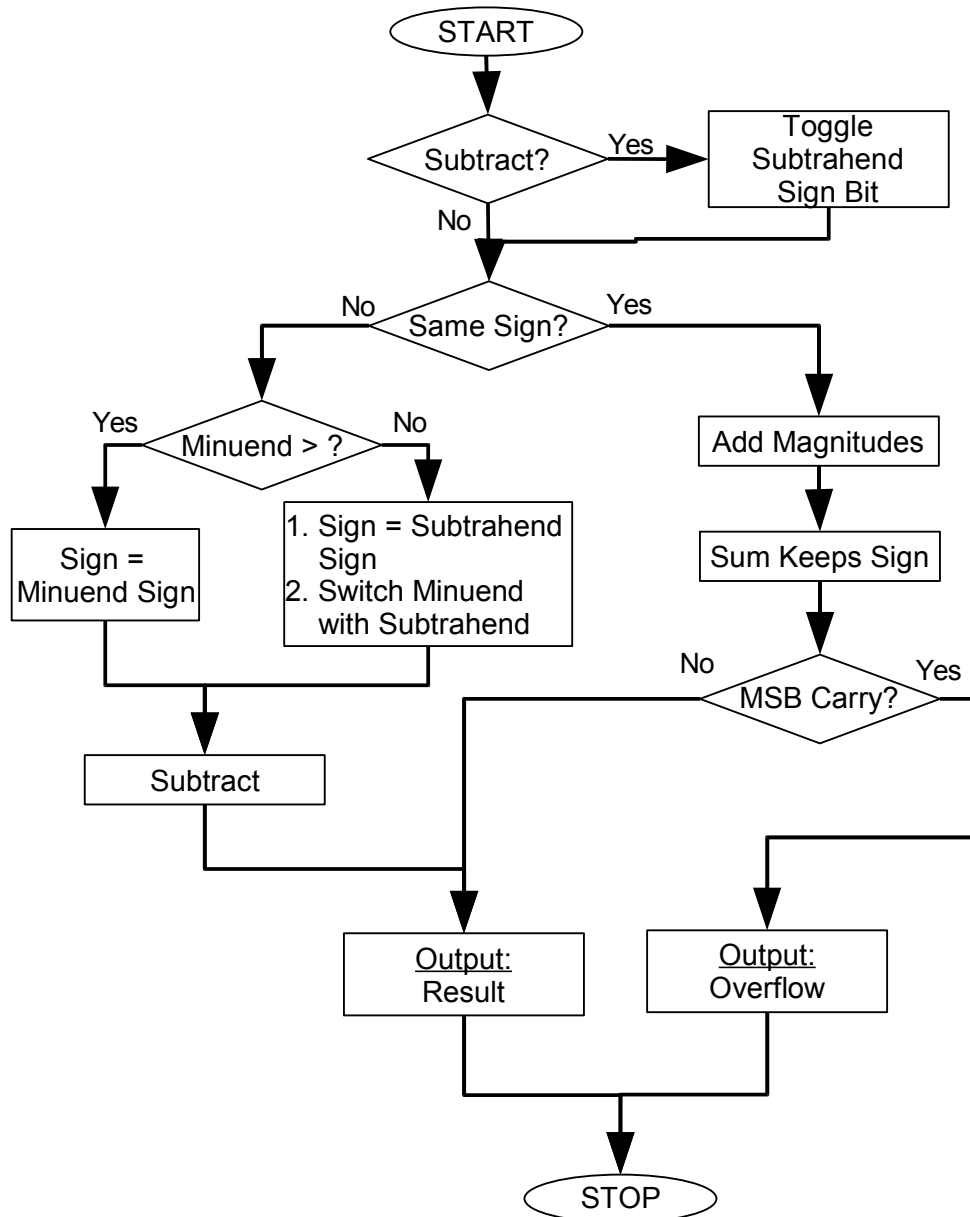 START
Subtract?
Yes
Toggle
Subtrahend
Sign Bit
No
No
Same Sign?
Yes
Yes
Minuend > ?
No
Add Magnitudes
Sign =
Minuend Sign
1. Sign = Subtrahend
Sign
2. Switch Minuend
with Subtrahend
Sum Keeps Sign
No
MSB Carry?
Yes
Subtract
Output:
Result
Output:
Overflow
STOP